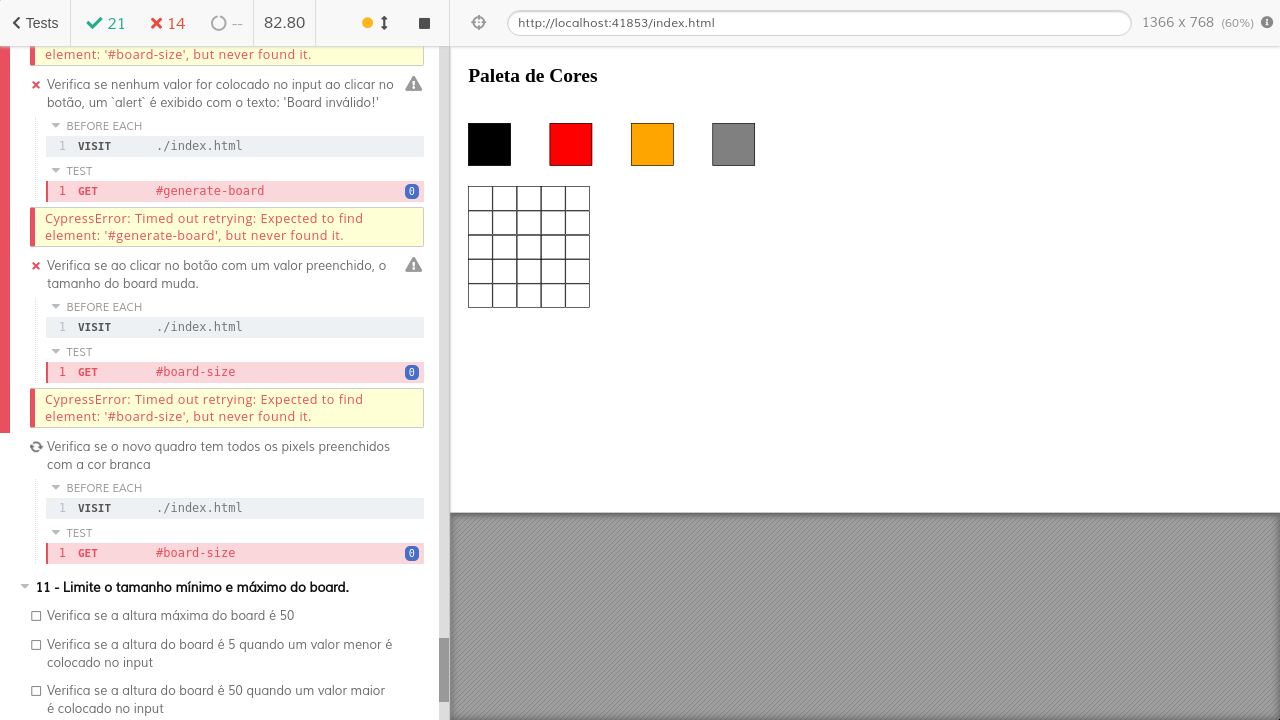 Tests
21
14
--
82.80
http://localhost:41853/index.html
1366 x 768 (60%)
element: '#board-size', but never found it.
Verifica se nenhum valor for colocado no input ao clicar no
botão, um `alert` é exibido com o texto: 'Board inválido!'
BEFORE EACH
1 VISIT ./index.html
TEST
1 GET #generate-board 0
CypressError: Timed out retrying: Expected to find
element: '#generate-board', but never found it.
Verifica se ao clicar no botão com um valor preenchido, o
tamanho do board muda.
BEFORE EACH
1 VISIT ./index.html
TEST
1 GET #board-size 0
CypressError: Timed out retrying: Expected to find
element: '#board-size', but never found it.
Verifica se o novo quadro tem todos os pixels preenchidos
com a cor branca
BEFORE EACH
1 VISIT ./index.html
TEST
1 GET #board-size 0
11 - Limite o tamanho mínimo e máximo do board.
Verifica se a altura máxima do board é 50
Verifica se a altura do board é 5 quando um valor menor é
colocado no input
Verifica se a altura do board é 50 quando um valor maior
é colocado no input
Paleta de Cores